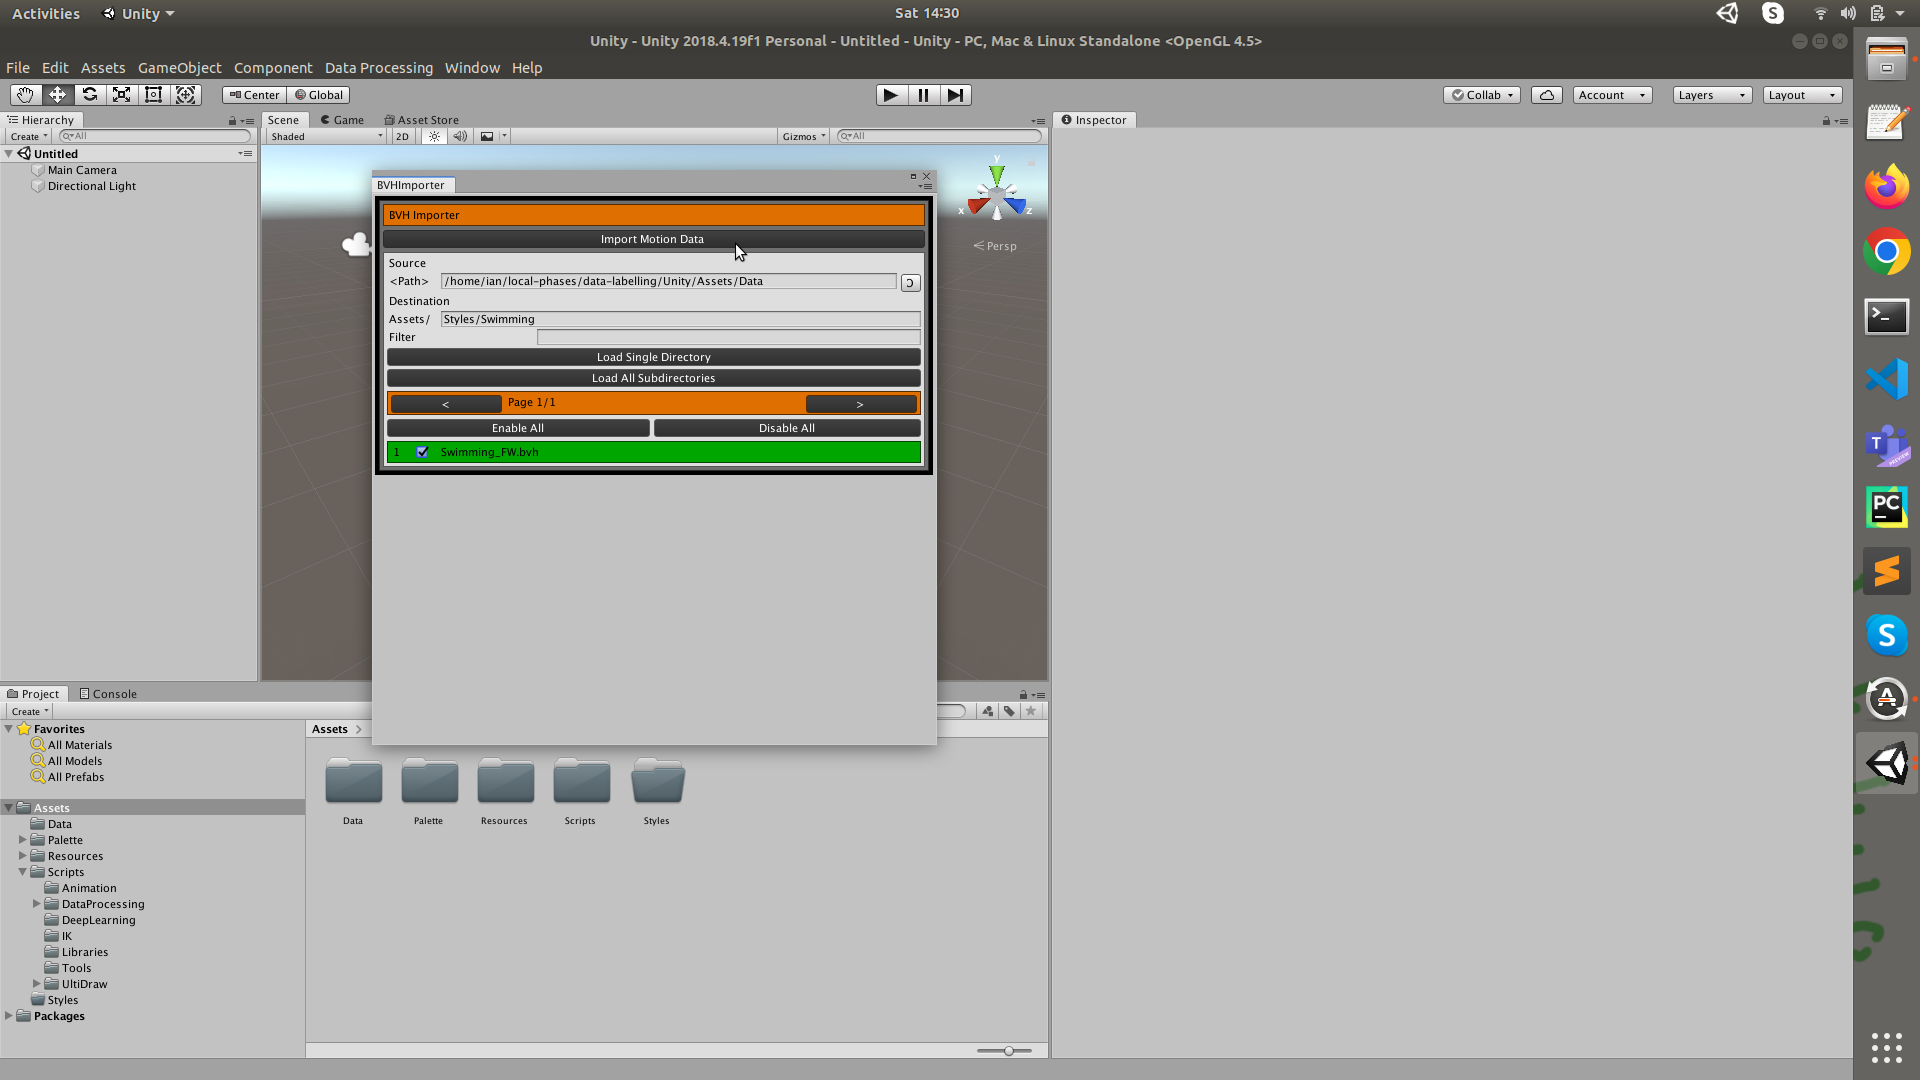 Activities Unity Sat 14:30
Unity - Unity 2018.4.19f1 Personal - Untitled - Unity - PC, Mac & Linux Standalone <OpenGL 4.5>
File Edit Assets GameObject Component Data Processing Window Help
Center Global Collab Account Layers Layout
Hierarchy Scene Game Asset Store Inspector
Create All Shaded 2D Gizmos All
Untitled
Main Camera
Directional Light
y
x
z
Persp
BVHImporter
BVH Importer
Import Motion Data
Source
<Path> /home/ian/local-phases/data-labelling/Unity/Assets/Data
Destination
Assets/ Styles/Swimming
Filter
Load Single Directory
Load All Subdirectories
< Page 1/1 >
Enable All Disable All
1 Swimming_FW.bvh
Project Console
Create
Favorites
All Materials
All Models
All Prefabs
Assets
Data
Palette
Resources
Scripts
Animation
DataProcessing
DeepLearning
IK
Libraries
Tools
UltiDraw
Styles
Packages
Assets
Data Palette Resources Scripts Styles
S
>_
T
PREVIEW
PC
S
A